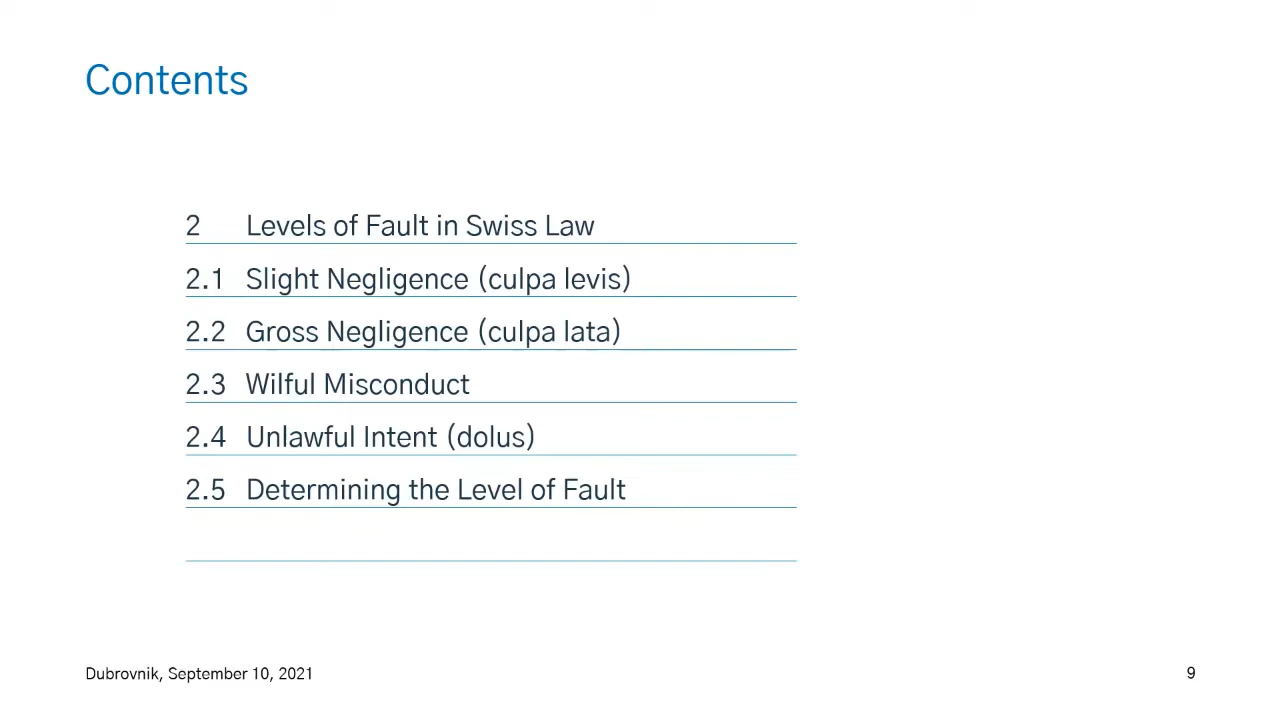 Contents
2 Levels of Fault in Swiss Law
2.1 Slight Negligence (culpa levis)
2.2 Gross Negligence (culpa lata)
2.3 Wilful Misconduct
2.4 Unlawful Intent (dolus)
2.5 Determining the Level of Fault
Dubrovnik, September 10, 2021
9